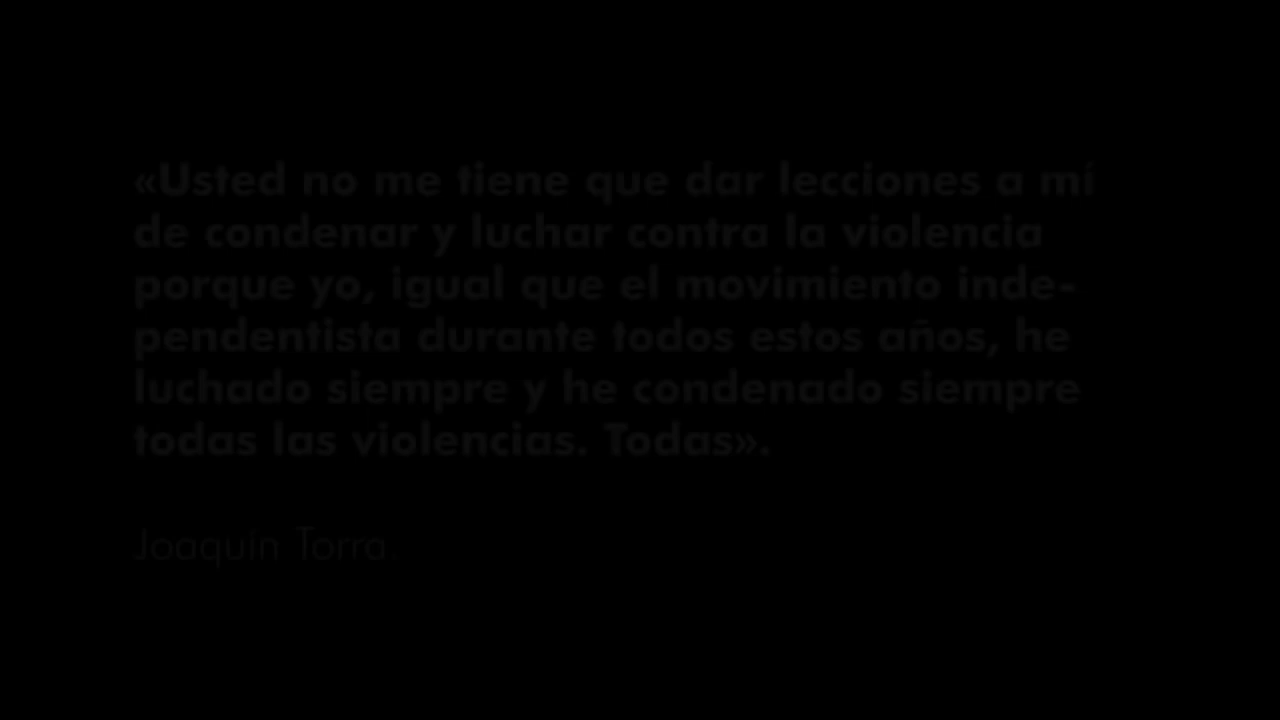 «Usted no me tiene que dar lecciones a mí
de condenar y luchar contra la violencia
porque yo, igual que el movimiento inde-
pendentista durante todos estos años, he
luchado siempre y he condenado siempre
todas las violencias. Todas».
Joaquín Torra.